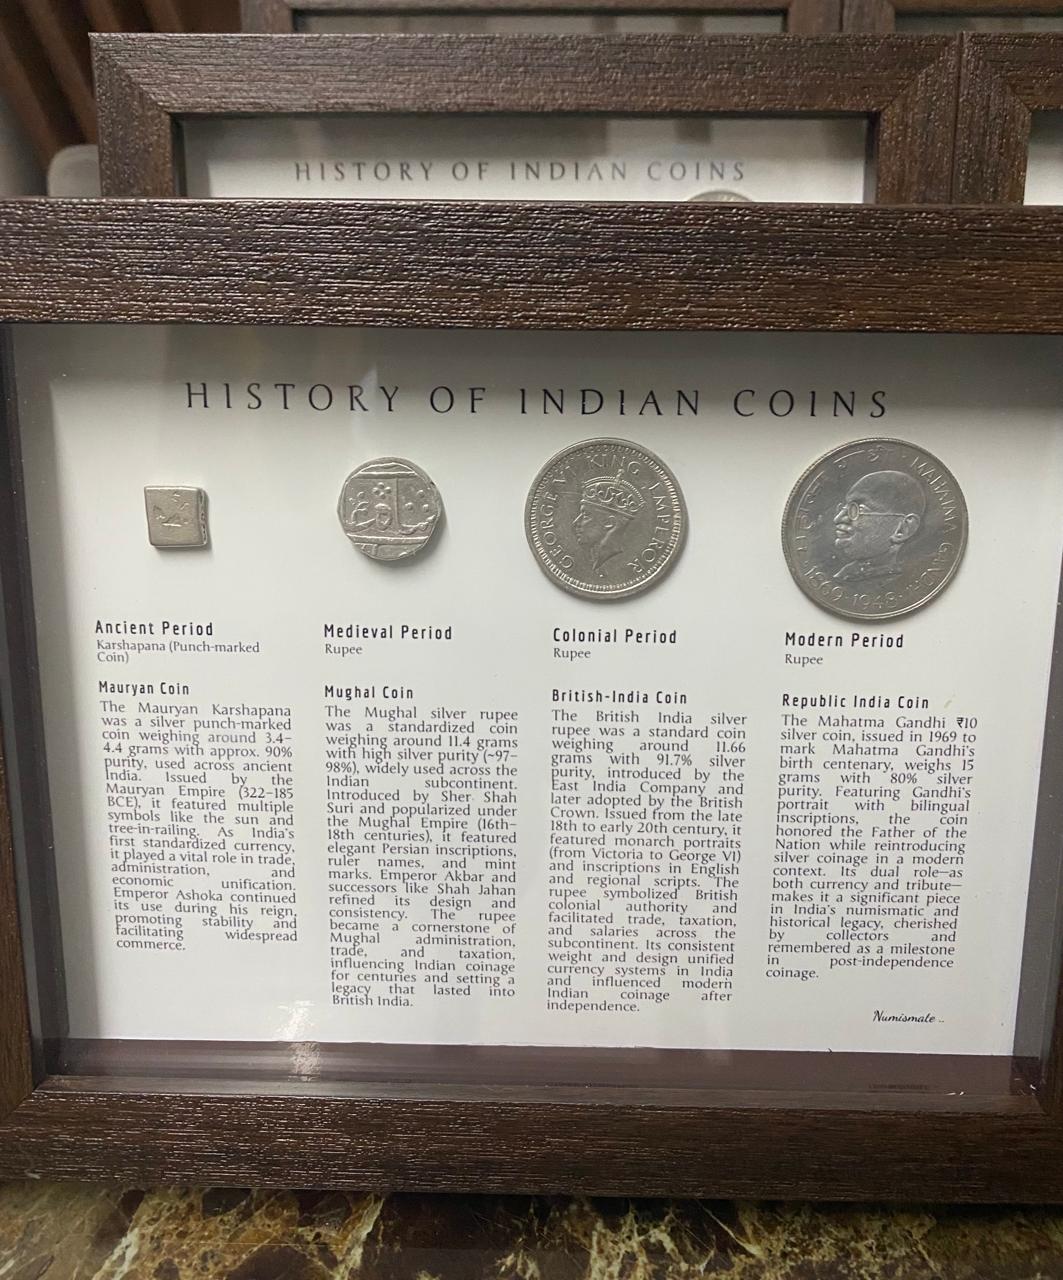 HISTORY OF INDIAN COINS
HISTORY OF INDIAN COINS
GEORGE VI KING EMPEROR
MAHATMA GANDHI
1869-1948
Ancient Period
Karshapana (Punch-marked
Coin)
Mauryan Coin
The Mauryan Karshapana
was a silver punch-marked
coin weighing around 3.4–
4.4 grams with approx. 90%
purity, used across ancient
India. Issued by the
Mauryan Empire (322–185
BCE), it featured multiple
symbols like the sun and
tree-in-railing. As India's
first standardized currency,
it played a vital role in trade,
administration, and
economic unification.
Emperor Ashoka continued
its use during his reign,
promoting stability and
facilitating widespread
commerce.
Medieval Period
Rupee
Mughal Coin
The Mughal silver rupee
was a standardized coin
weighing around 11.4 grams
with high silver purity (~97–
98%), widely used across the
Indian subcontinent.
Introduced by Sher Shah
Suri and popularized under
the Mughal Empire (16th–
18th centuries), it featured
elegant Persian inscriptions,
ruler names, and mint
marks. Emperor Akbar and
successors like Shah Jahan
refined its design and
consistency. The rupee
became a cornerstone of
Mughal administration,
trade, and taxation,
influencing Indian coinage
for centuries and setting a
legacy that lasted into
British India.
Colonial Period
Rupee
British-India Coin
The British India silver
rupee was a standard coin
weighing around 11.66
grams with 91.7% silver
purity, introduced by the
East India Company and
later adopted by the British
Crown. Issued from the late
18th to early 20th century, it
featured monarch portraits
(from Victoria to George VI)
and inscriptions in English
and regional scripts. The
rupee symbolized British
colonial authority and
facilitated trade, taxation,
and salaries across the
subcontinent. Its consistent
weight and design unified
currency systems in India
and influenced modern
Indian coinage after
independence.
Modern Period
Rupee
Republic India Coin
The Mahatma Gandhi ₹10
silver coin, issued in 1969 to
mark Mahatma Gandhi's
birth centenary, weighs 15
grams with 80% silver
purity. Featuring Gandhi's
portrait with bilingual
inscriptions, the coin
honored the Father of the
Nation while reintroducing
silver coinage in a modern
context. Its dual role—as
both currency and tribute—
makes it a significant piece
in India's numismatic and
historical legacy, cherished
by collectors and
remembered as a milestone
in post-independence
coinage.
Numismate ..